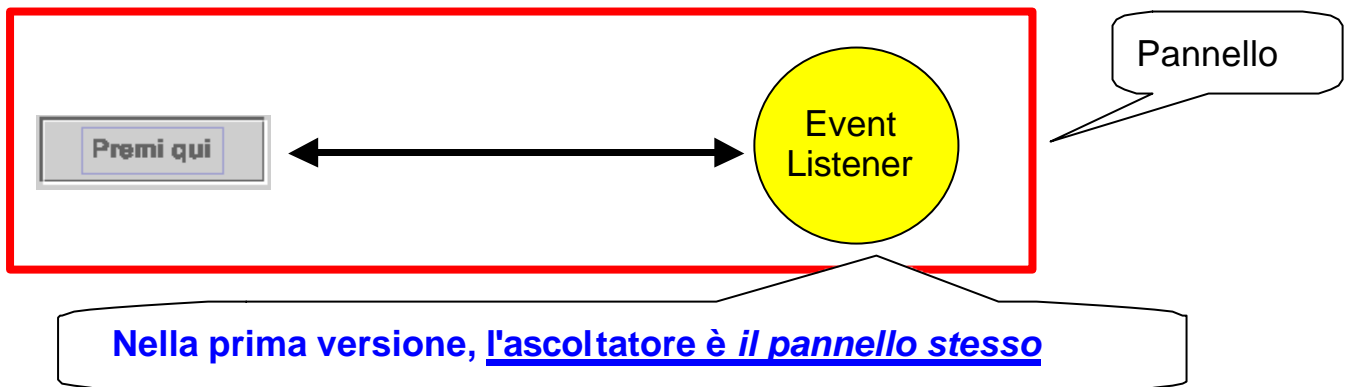 Pannello
Premi qui
Event
Listener
Nella prima versione, l'ascoltatore è il pannello stesso